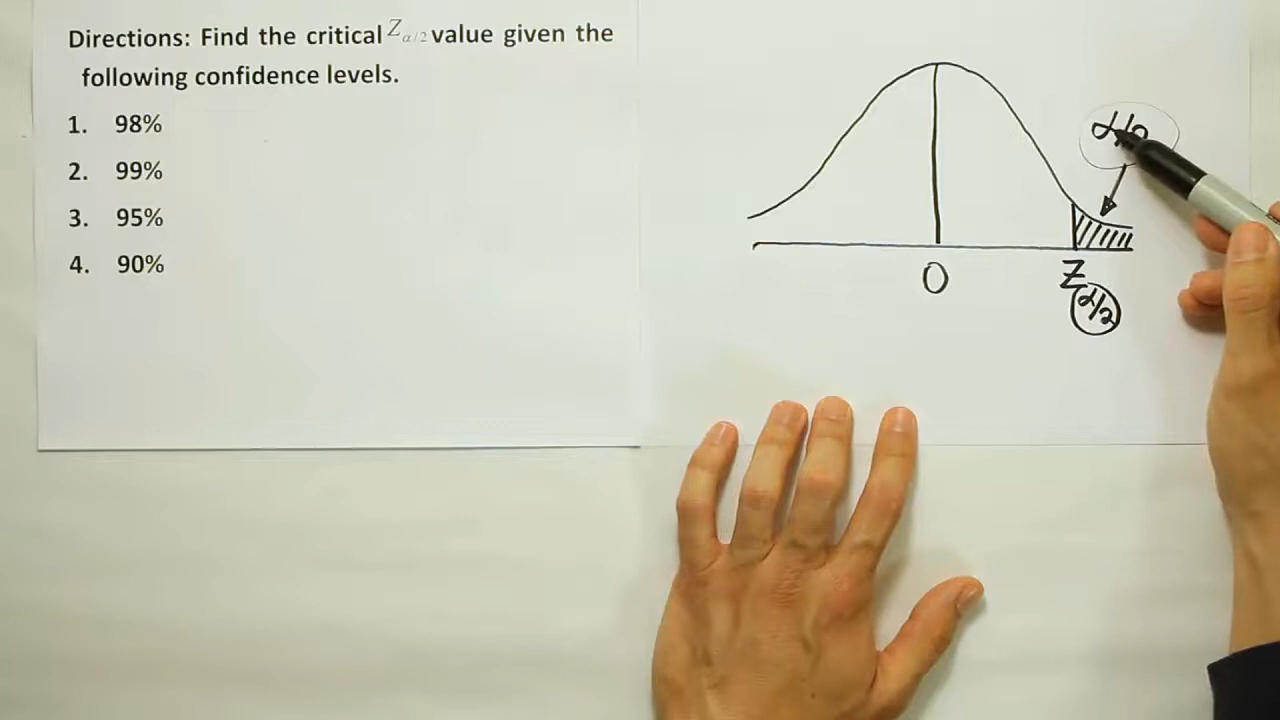 Directions: Find the critical Zα/2 value given the
following confidence levels.
1. 98%
2. 99%
3. 95%
4. 90%
0
Zα/2